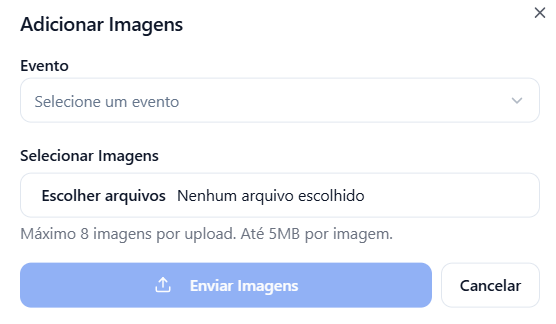 Adicionar Imagens
Evento
Selecione um evento
Selecionar Imagens
Escolher arquivos Nenhum arquivo escolhido
Máximo 8 imagens por upload. Até 5MB por imagem.
Enviar Imagens Cancelar